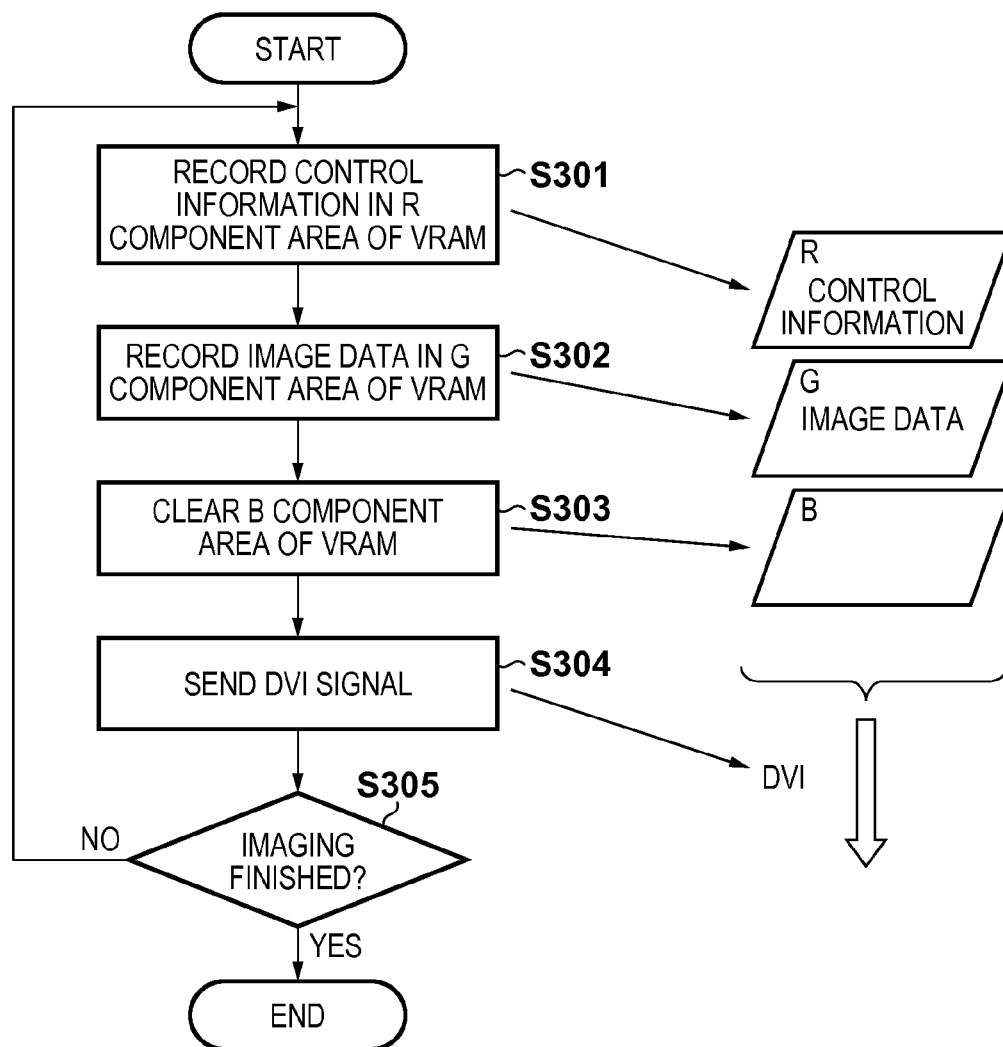 START
RECORD CONTROL
INFORMATION IN R
COMPONENT AREA OF VRAM
S301
R
CONTROL
INFORMATION
RECORD IMAGE DATA IN G
COMPONENT AREA OF VRAM
S302
G
IMAGE DATA
CLEAR B COMPONENT
AREA OF VRAM
S303
B
SEND DVI SIGNAL
S304
DVI
S305
IMAGING
FINISHED?
NO
YES
END